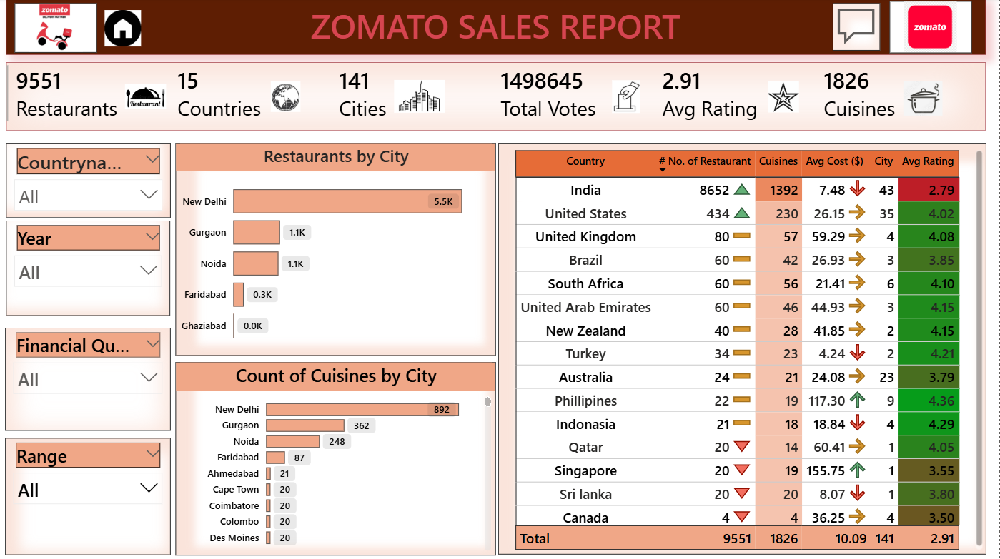 zomato
DELIVERY PARTNER
ZOMATO SALES REPORT
zomato
9551
Restaurants
Restaurant
15
Countries
141
Cities
1498645
Total Votes
2.91
Avg Rating
1826
Cuisines
Countryna...
All
Year
All
Financial Qu...
All
Range
All
Restaurants by City
New Delhi 5.5K
Gurgaon 1.1K
Noida 1.1K
Faridabad 0.3K
Ghaziabad 0.0K
Count of Cuisines by City
New Delhi 892
Gurgaon 362
Noida 248
Faridabad 87
Ahmedabad 21
Cape Town 20
Coimbatore 20
Colombo 20
Des Moines 20
Country # No. of Restaurant Cuisines Avg Cost ($) City Avg Rating
India 8652 1392 7.48 43 2.79
United States 434 230 26.15 35 4.02
United Kingdom 80 57 59.29 4 4.08
Brazil 60 42 26.93 3 3.85
South Africa 60 56 21.41 6 4.10
United Arab Emirates 60 46 44.93 3 4.15
New Zealand 40 28 41.85 2 4.15
Turkey 34 23 4.24 2 4.21
Australia 24 21 24.08 23 3.79
Phillipines 22 19 117.30 9 4.36
Indonasia 21 18 18.84 4 4.29
Qatar 20 14 60.41 1 4.05
Singapore 20 19 155.75 1 3.55
Sri lanka 20 20 8.07 1 3.80
Canada 4 4 36.25 4 3.50
Total 9551 1826 10.09 141 2.91